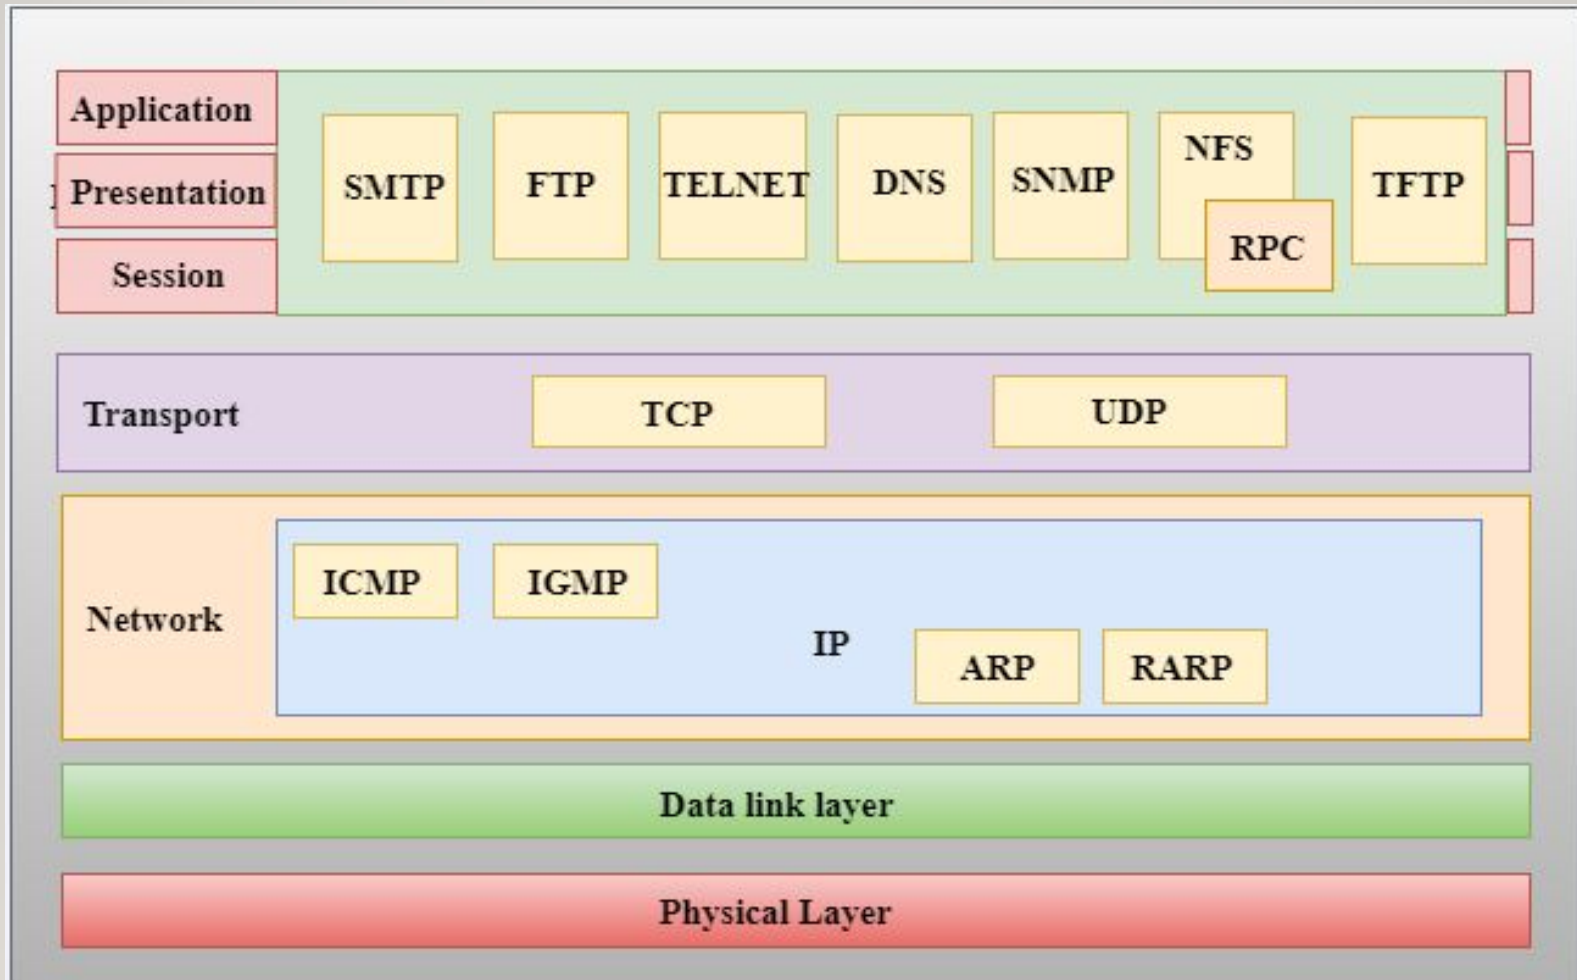 Application
Presentation
Session
SMTP
FTP
TELNET
DNS
SNMP
NFS
RPC
TFTP
Transport
TCP
UDP
Network
ICMP
IGMP
IP
ARP
RARP
Data link layer
Physical Layer